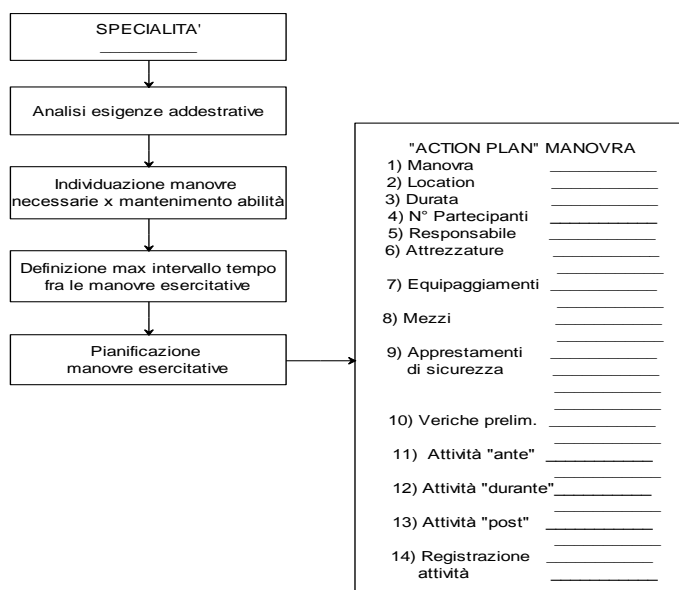 SPECIALITA'
Analisi esigenze addestrative
Individuazione manovre
necessarie x mantenimento abilità
Definizione max intervallo tempo
fra le manovre esercitative
Pianificazione
manovre esercitative
"ACTION PLAN" MANOVRA
1) Manovra
2) Location
3) Durata
4) N° Partecipanti
5) Responsabile
6) Attrezzature
7) Equipaggiamenti
8) Mezzi
9) Apprestamenti
di sicurezza
10) Veriche prelim.
11) Attività "ante"
12) Attività "durante"
13) Attività "post"
14) Registrazione
attività